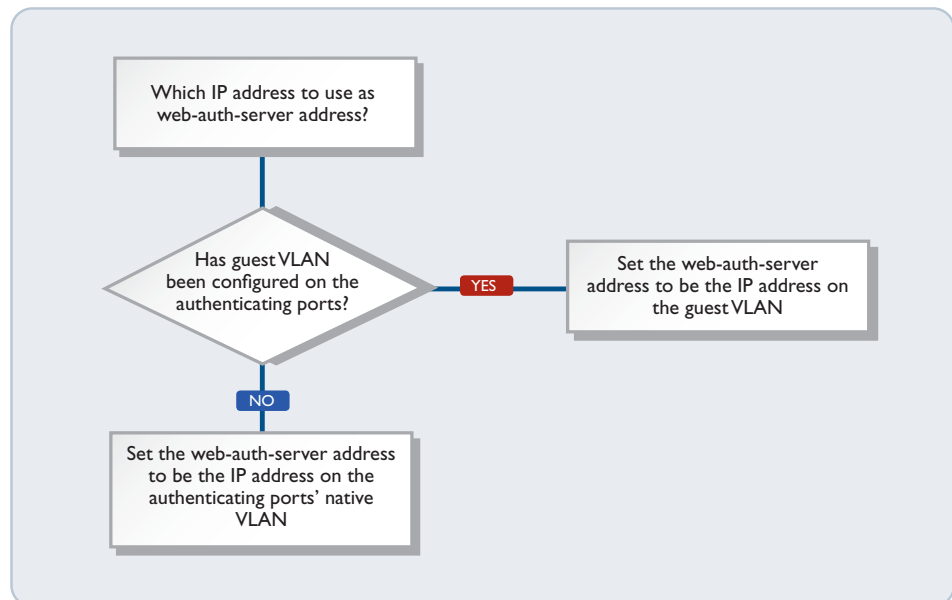 Which IP address to use as
web-auth-server address?
Has guest VLAN
been configured on the
authenticating ports?
YES
Set the web-auth-server
address to be the IP address on
the guest VLAN
NO
Set the web-auth-server address
to be the IP address on the
authenticating ports’ native
VLAN